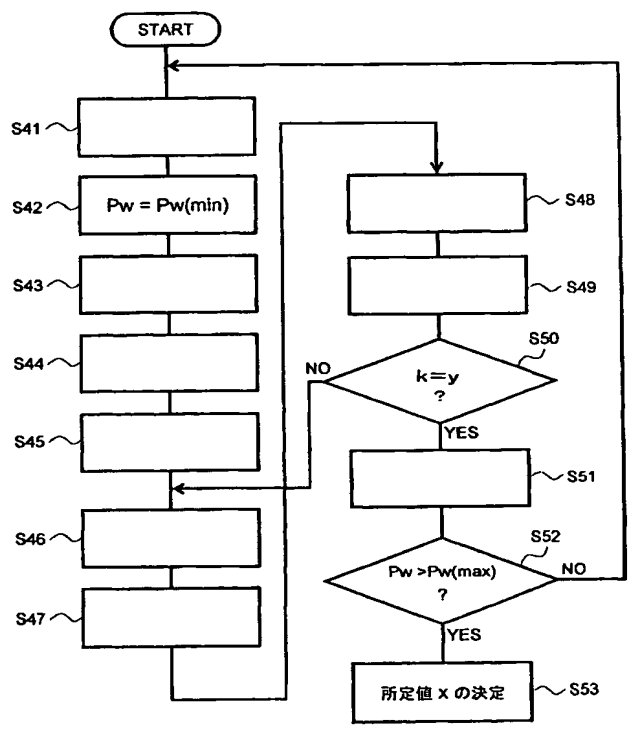 START
S41
S42
Pw = Pw(min)
S43
S44
S45
S46
S47
S48
S49
S50
k=y
?
NO
YES
S51
S52
Pw >Pw(max)
?
NO
YES
S53
所定値 x の決定